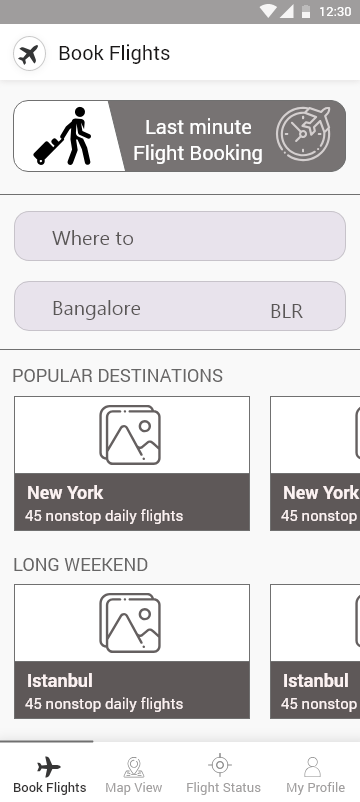 12:30
Book Flights
Last minute
Flight Booking
Where to
Bangalore BLR
POPULAR DESTINATIONS
New York New York
45 nonstop daily flights 45 nonstop
LONG WEEKEND
Istanbul Istanbul
45 nonstop daily flights 45 nonstop
Book Flights Map View Flight Status My Profile